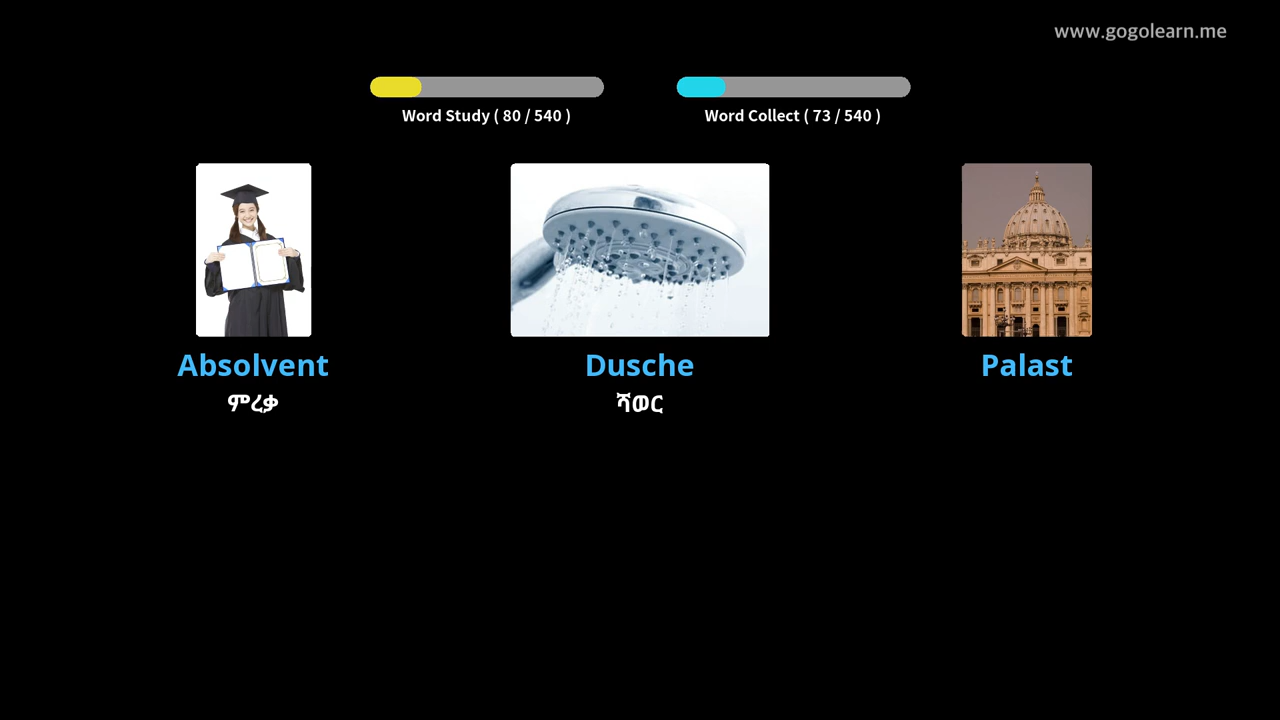 www.gogolearn.me
Word Study ( 80 / 540 )
Word Collect ( 73 / 540 )
Absolvent
ምረቃ
Dusche
ሻወር
Palast